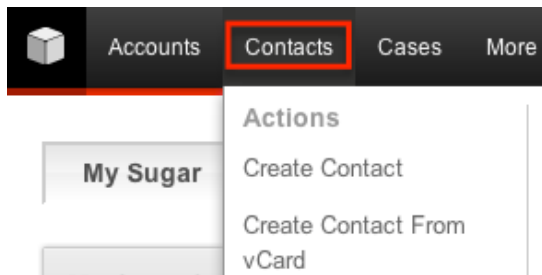 Accounts Contacts Cases More
Actions
My Sugar
Create Contact
Create Contact From
vCard